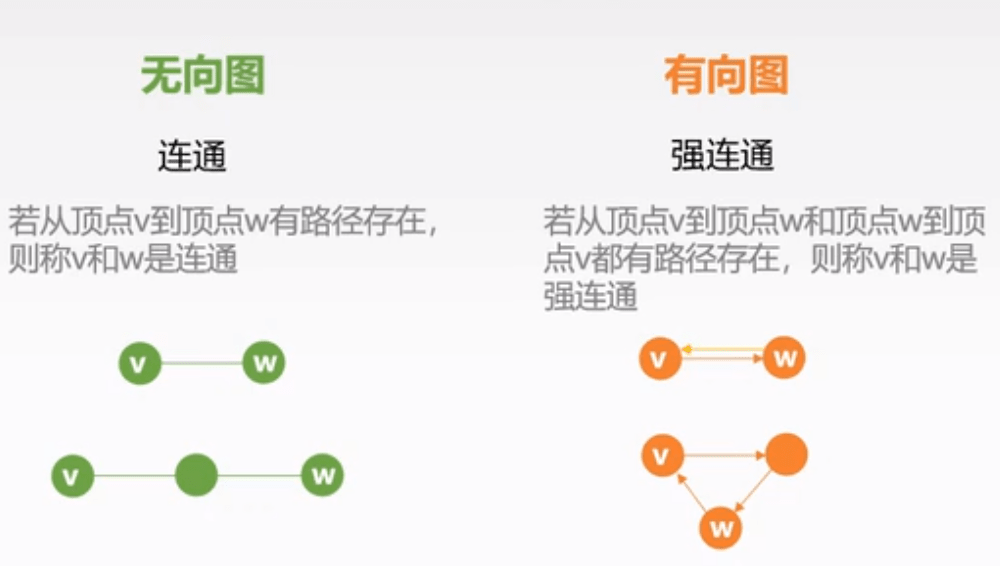 无向图
连通
若从顶点v到顶点w有路径存在，
则称v和w是连通
v w
v w
有向图
强连通
若从顶点v到顶点w和顶点w到顶
点v都有路径存在，则称v和w是
强连通
v w
v
w